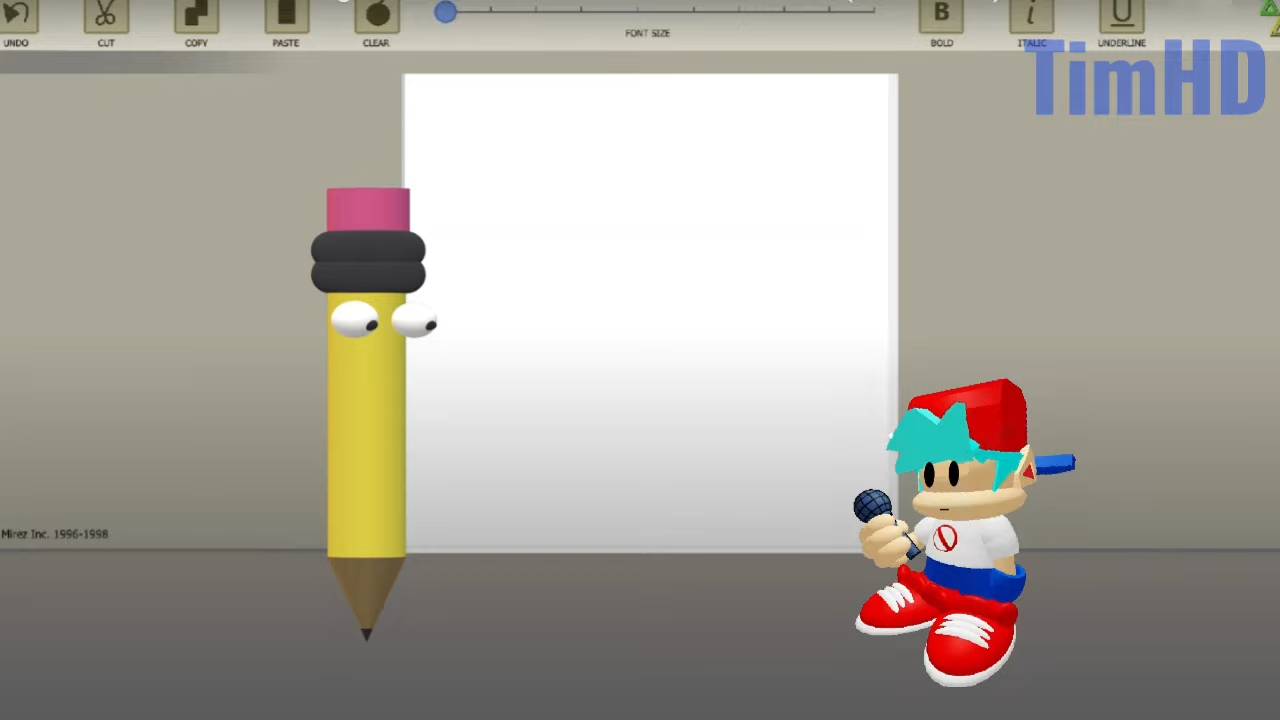 UNDO CUT COPY PASTE CLEAR FONT SIZE B BOLD i ITALIC U UNDERLINE
TimHD
Mirez Inc. 1996-1998